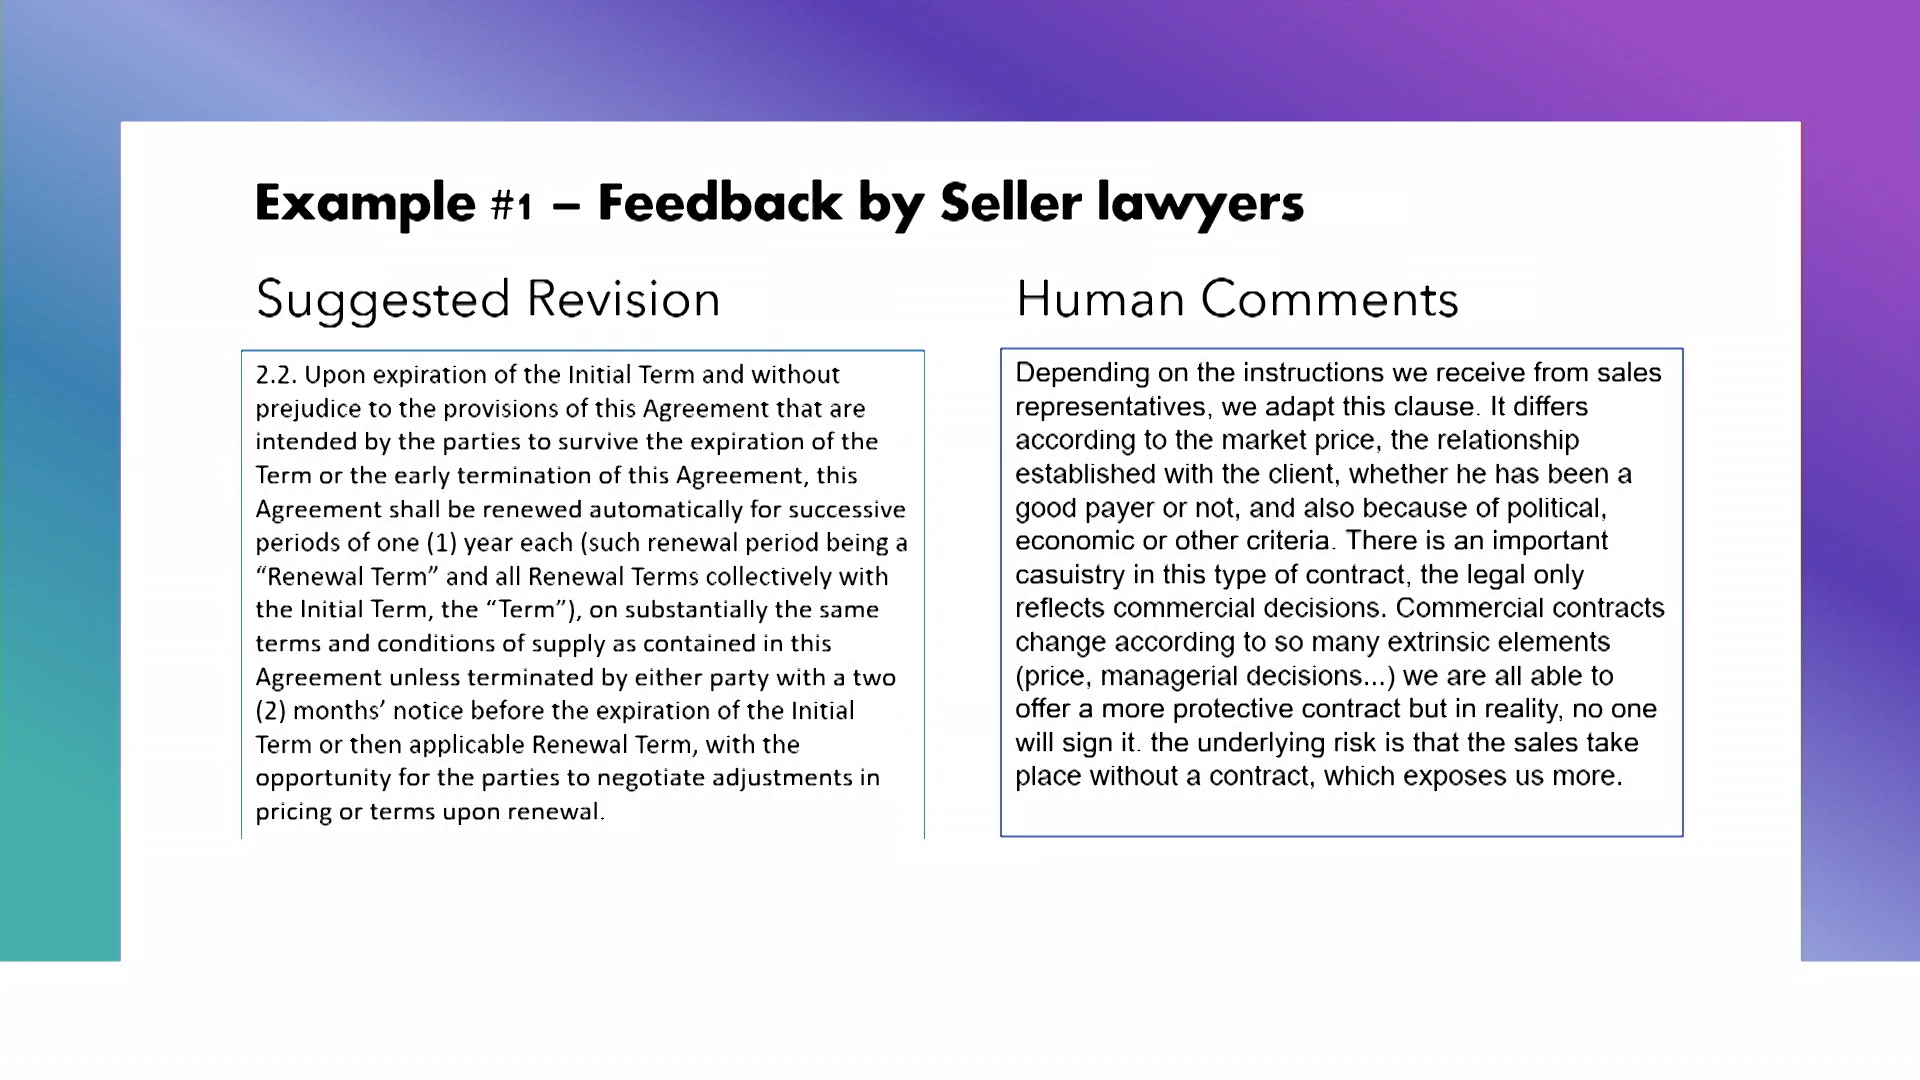 Example #1 – Feedback by Seller lawyers
Suggested Revision
2.2. Upon expiration of the Initial Term and without
prejudice to the provisions of this Agreement that are
intended by the parties to survive the expiration of the
Term or the early termination of this Agreement, this
Agreement shall be renewed automatically for successive
periods of one (1) year each (such renewal period being a
“Renewal Term” and all Renewal Terms collectively with
the Initial Term, the “Term”), on substantially the same
terms and conditions of supply as contained in this
Agreement unless terminated by either party with a two
(2) months’ notice before the expiration of the Initial
Term or then applicable Renewal Term, with the
opportunity for the parties to negotiate adjustments in
pricing or terms upon renewal.
Human Comments
Depending on the instructions we receive from sales
representatives, we adapt this clause. It differs
according to the market price, the relationship
established with the client, whether he has been a
good payer or not, and also because of political,
economic or other criteria. There is an important
casuistry in this type of contract, the legal only
reflects commercial decisions. Commercial contracts
change according to so many extrinsic elements
(price, managerial decisions...) we are all able to
offer a more protective contract but in reality, no one
will sign it. the underlying risk is that the sales take
place without a contract, which exposes us more.